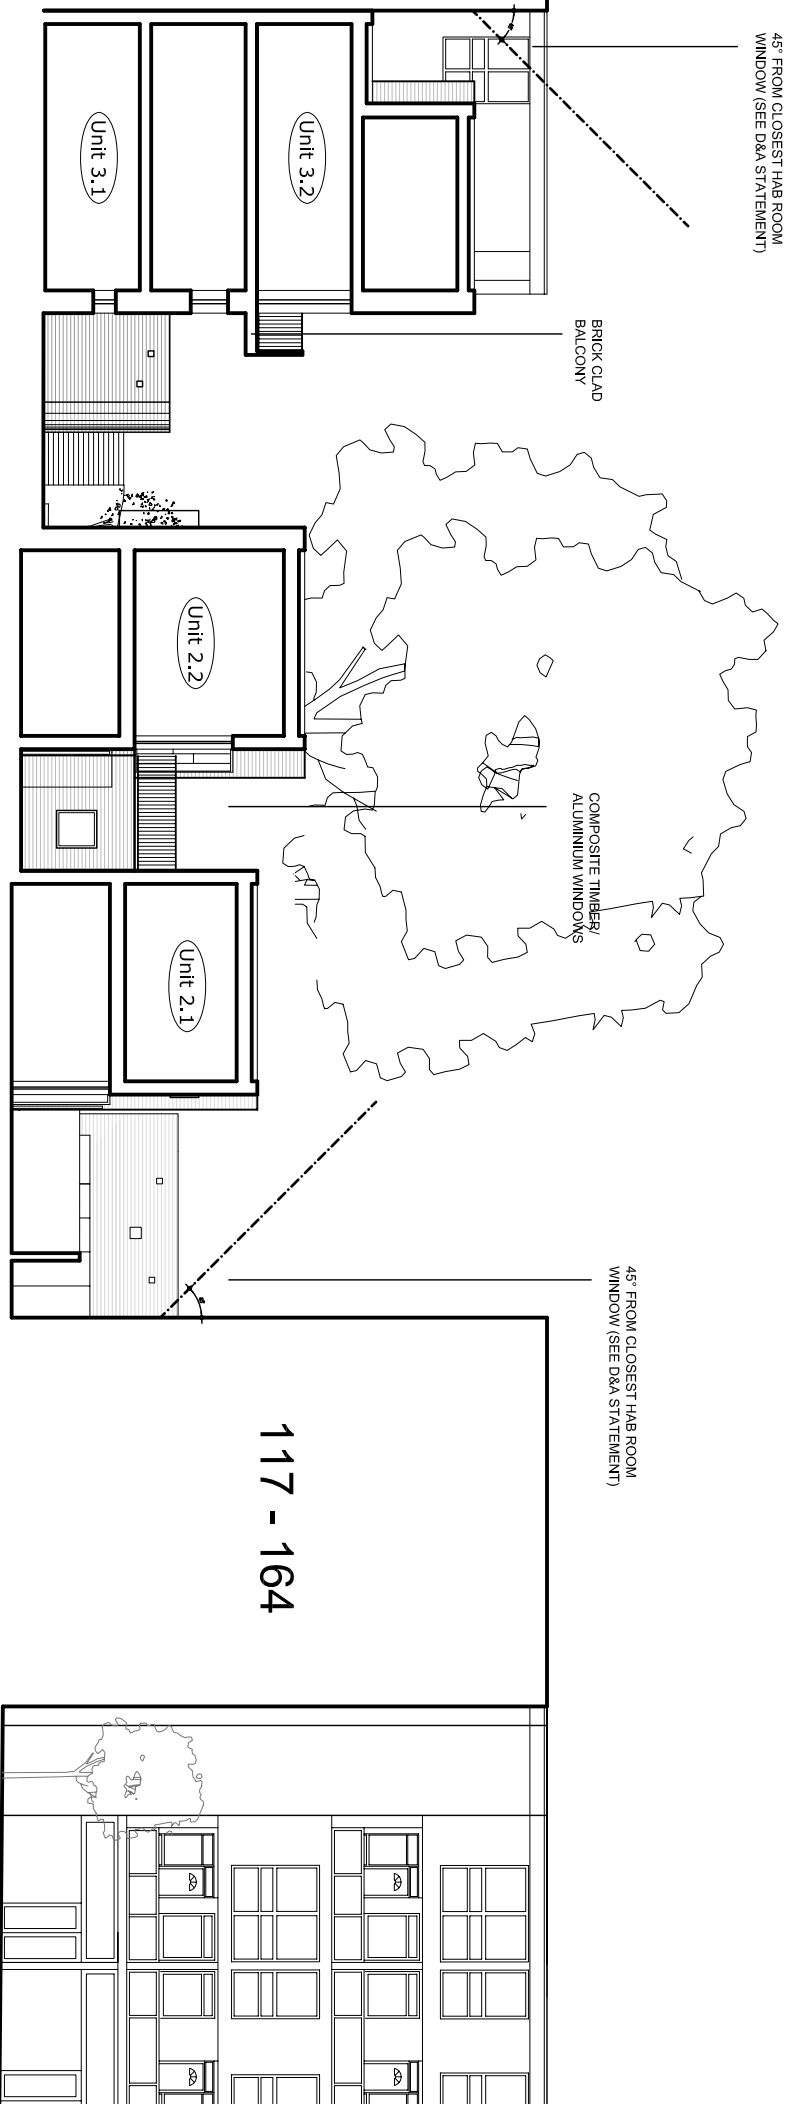 45° FROM CLOSEST HAB ROOM
WINDOW (SEE D&A STATEMENT)
Unit 3.1
Unit 3.2
BRICK CLAD
BALCONY
Unit 2.2
COMPOSITE TIMBER/
ALUMINIUM WINDOWS
Unit 2.1
45° FROM CLOSEST HAB ROOM
WINDOW (SEE D&A STATEMENT)
117 - 164